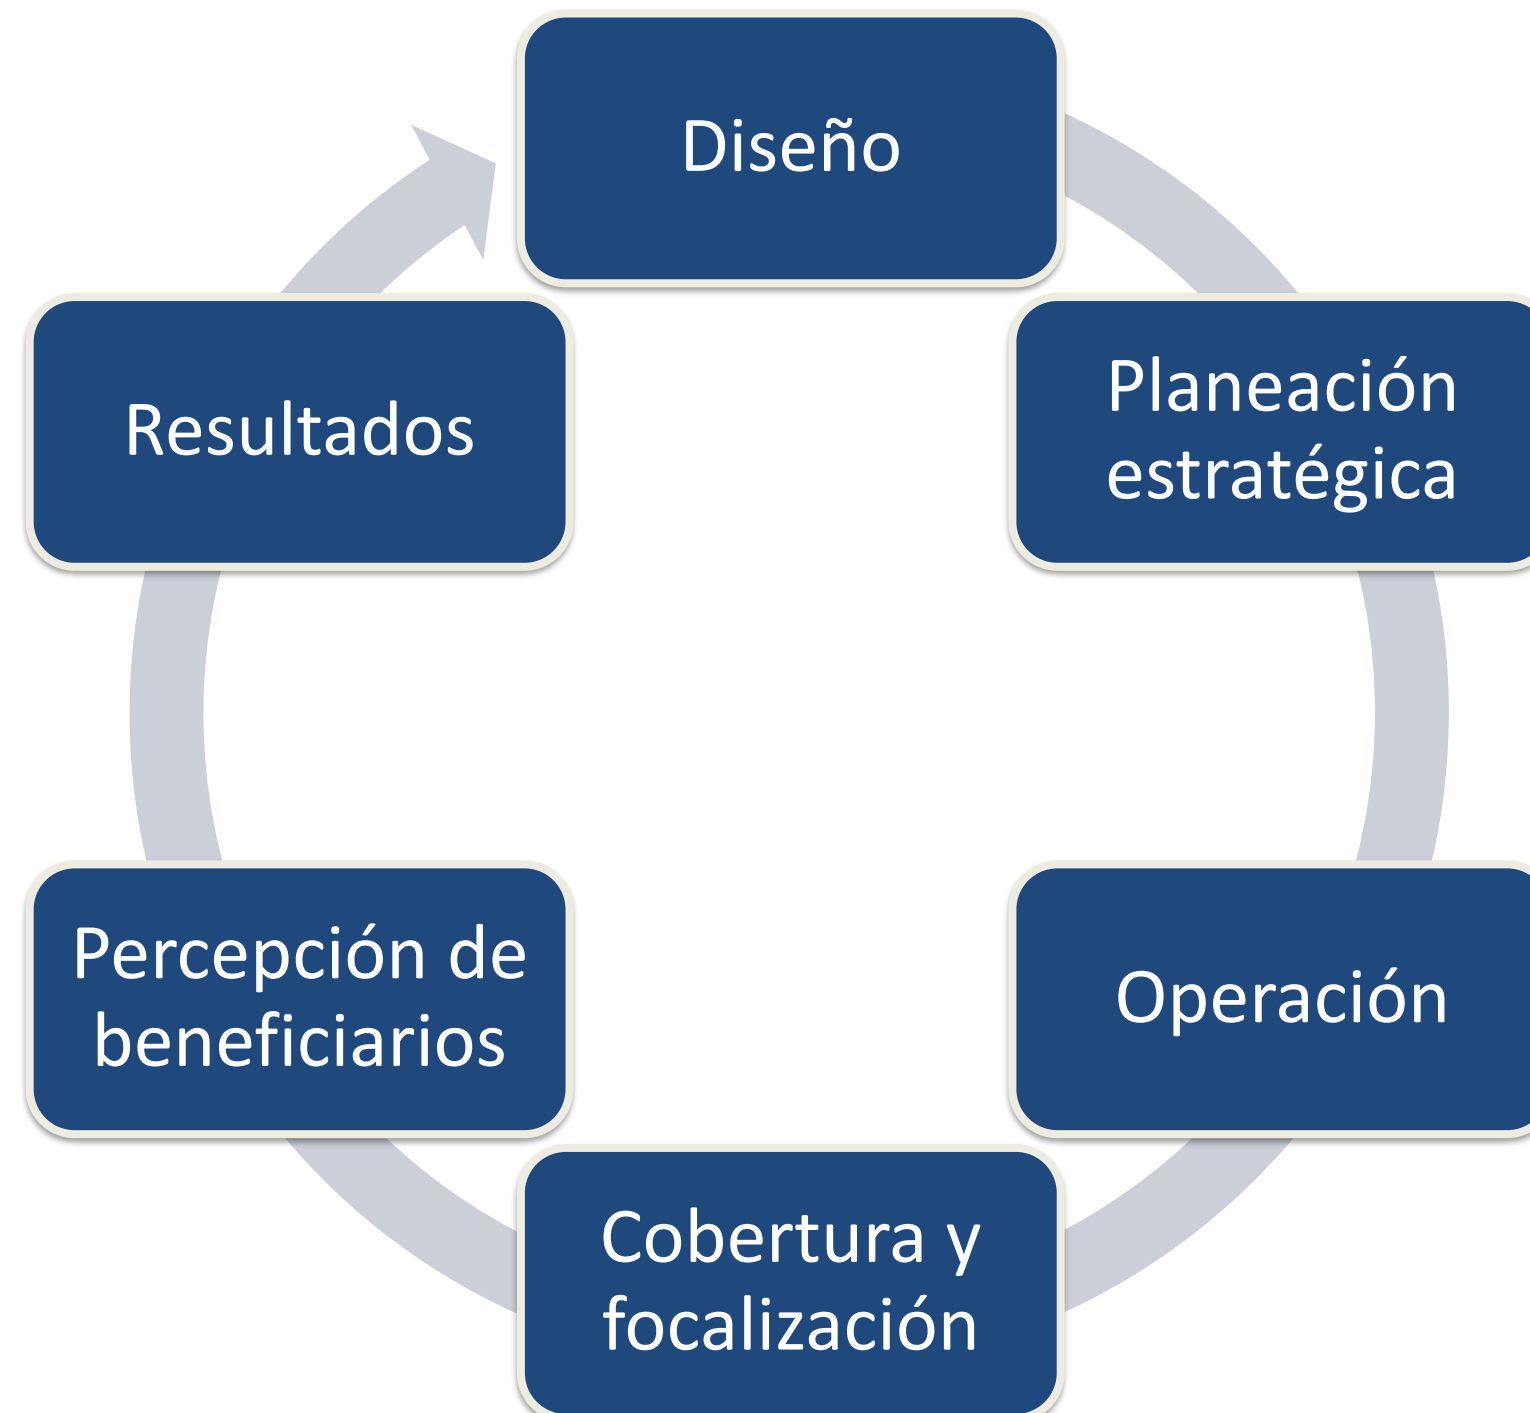 Diseño
Planeación
estratégica
Operación
Cobertura y
focalización
Percepción de
beneficiarios
Resultados